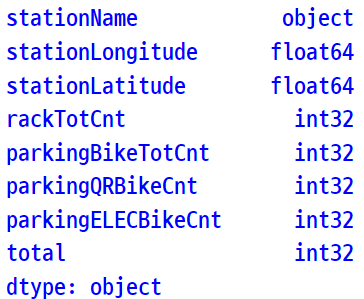 stationName              object
stationLongitude        float64
stationLatitude         float64
rackTotCnt                int32
parkingBikeTotCnt         int32
parkingQRBikeCnt          int32
parkingELECBikeCnt        int32
total                     int32
dtype: object